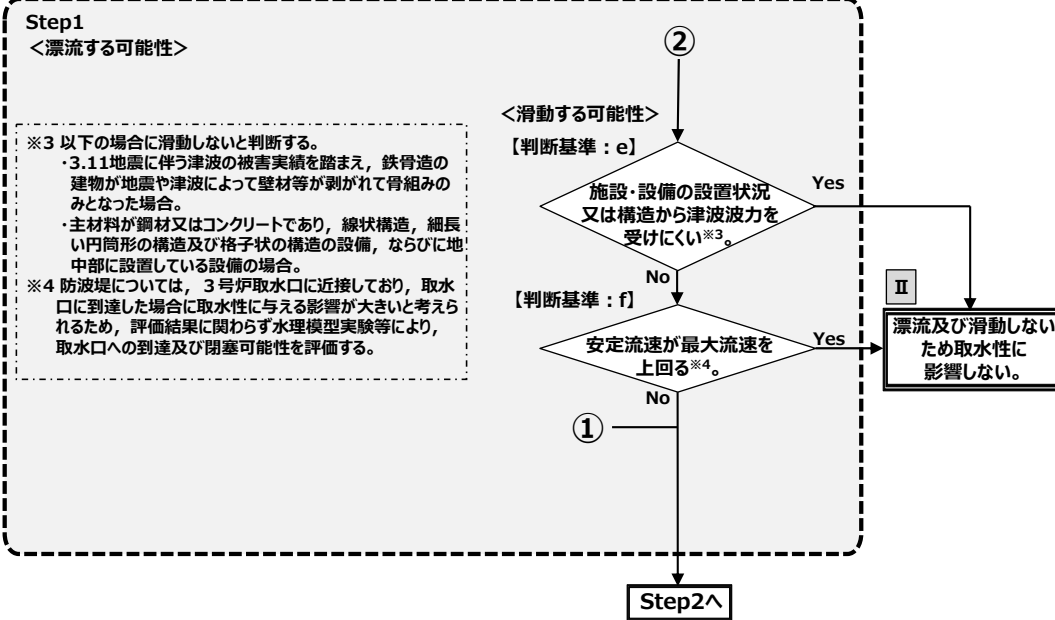 Step1
<漂流する可能性>
②
<滑動する可能性>
【判断基準：e】
施設・設備の設置状況
又は構造から津波波力を
受けにくい※3。
Yes
No
※3 以下の場合に滑動しないと判断する。
・3.11地震に伴う津波の被害実績を踏まえ，鉄骨造の
建物が地震や津波によって壁材等が剥がれて骨組みの
みとなった場合。
・主材料が鋼材又はコンクリートであり，線状構造，細長
い円筒形の構造及び格子状の構造の設備，ならびに地
中部に設置している設備の場合。
※4 防波堤については，３号炉取水口に近接しており，取水
口に到達した場合に取水性に与える影響が大きいと考えら
れるため，評価結果に関わらず水理模型実験等により，
取水口への到達及び閉塞可能性を評価する。
【判断基準：f】
安定流速が最大流速を
上回る※4。
Yes
No
Ⅱ
漂流及び滑動しない
ため取水性に
影響しない。
①
Step2へ